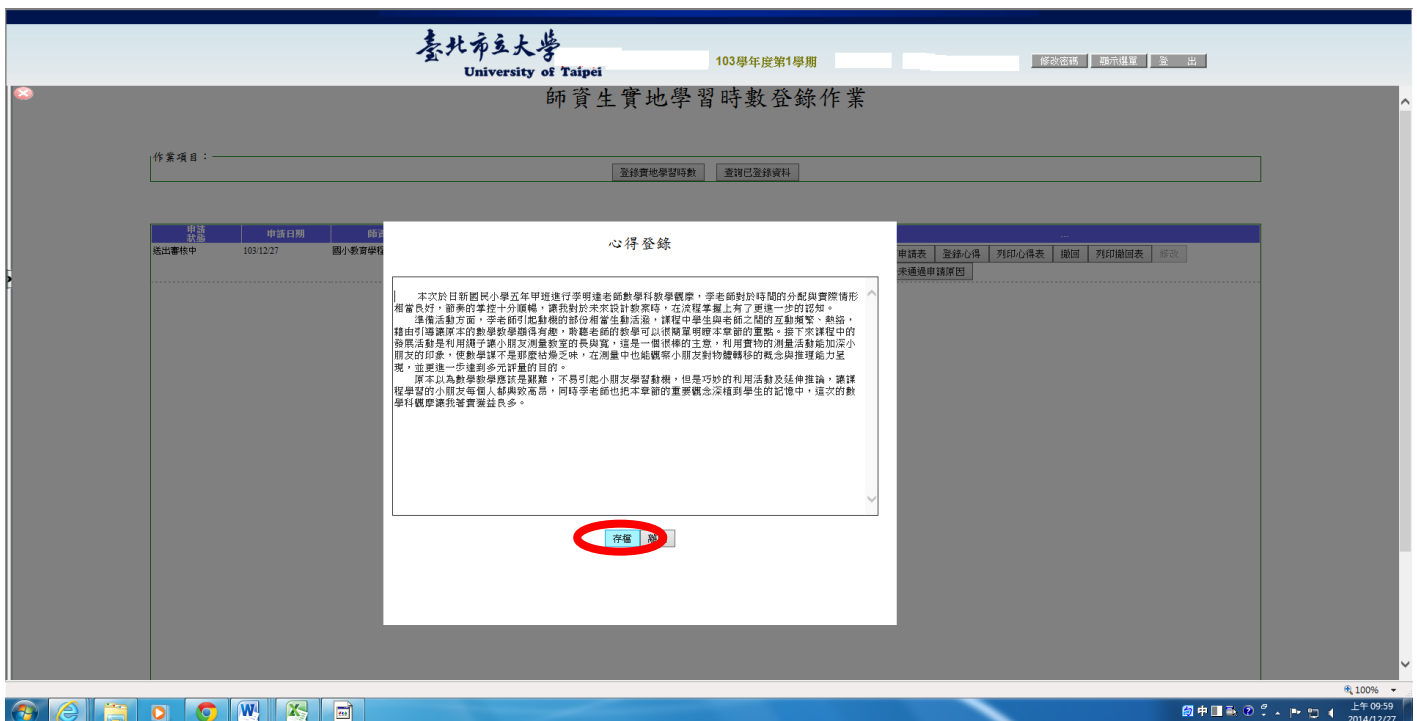 臺北市立大學
University of Taipei
103學年度第1學期
修改密碼 顯示選單 登 出
師資生實地學習時數登錄作業
作業項目：
登錄實地學習時數 查詢已登錄資料
申請狀態 申請日期 師資 ...
送出審核中 103/12/27 國小教育學程 申請表 登錄心得 列印心得表 撤回 列印撤回表 修改
未通過申請原因
心得登錄
本次於日新國民小學五年甲班進行李明達老師數學科教學觀摩，李老師對於時間的分配與實際情形
相當良好，節奏的掌控十分順暢，讓我對於未來設計教案時，在流程掌握上有了更進一步的認知。
準備活動方面，李老師引起動機的部份相當生動活潑，課程中學生與老師之間的互動頻繁、熱絡，
藉由引導讓原本的數學教學顯得有趣，聆聽老師的教學可以很簡單明瞭本章節的重點。接下來課程中的
發展活動是利用繩子讓小朋友測量教室的長與寬，這是一個很棒的主意，利用實物的測量活動能加深小
朋友的印象，使數學課不是那麼枯燥乏味，在測量中也能觀察小朋友對物體轉移的概念與推理能力呈
現，並更進一步達到多元評量的目的。
原本以為數學教學應該是艱難，不易引起小朋友學習動機，但是巧妙的利用活動及延伸推論，讓課
程學習的小朋友每個人都興致高昂，同時李老師也把本章節的重要觀念深植到學生的記憶中，這次的數
學科觀摩讓我著實獲益良多。
存檔
100%
中
上午 09:59
2014/12/27